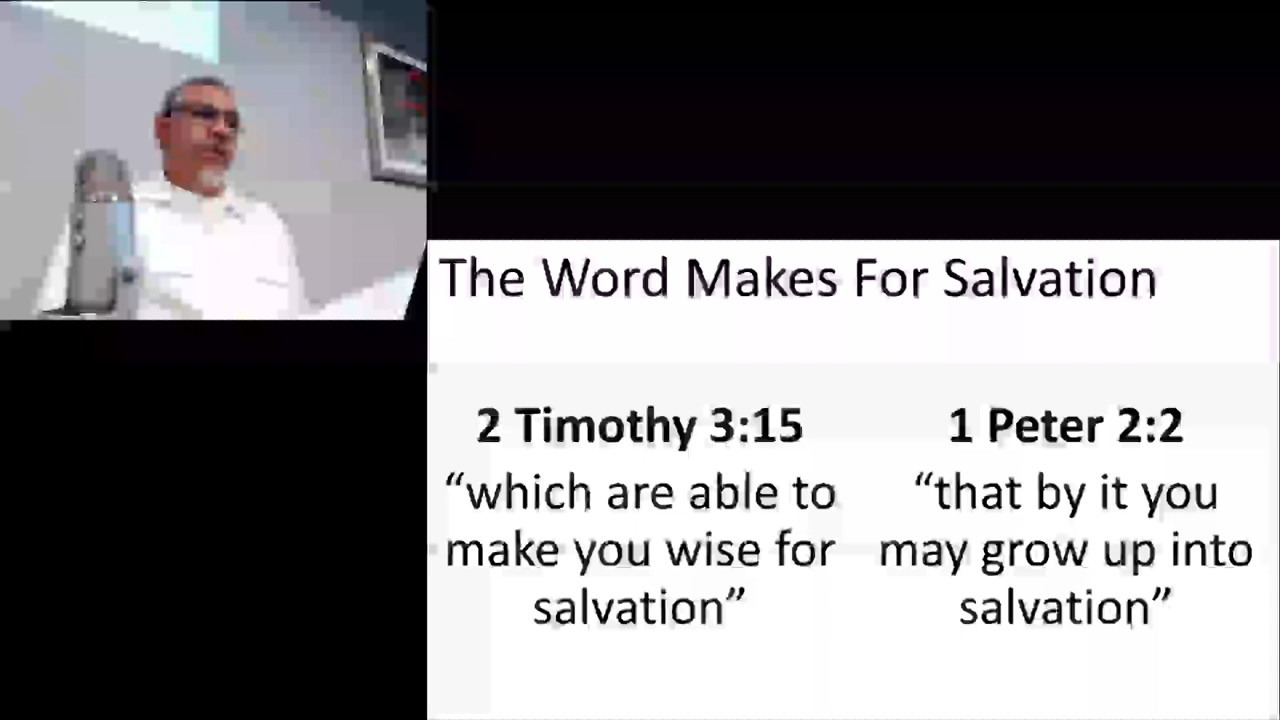 The Word Makes For Salvation
2 Timothy 3:15
“which are able to
make you wise for
salvation”
1 Peter 2:2
“that by it you
may grow up into
salvation”